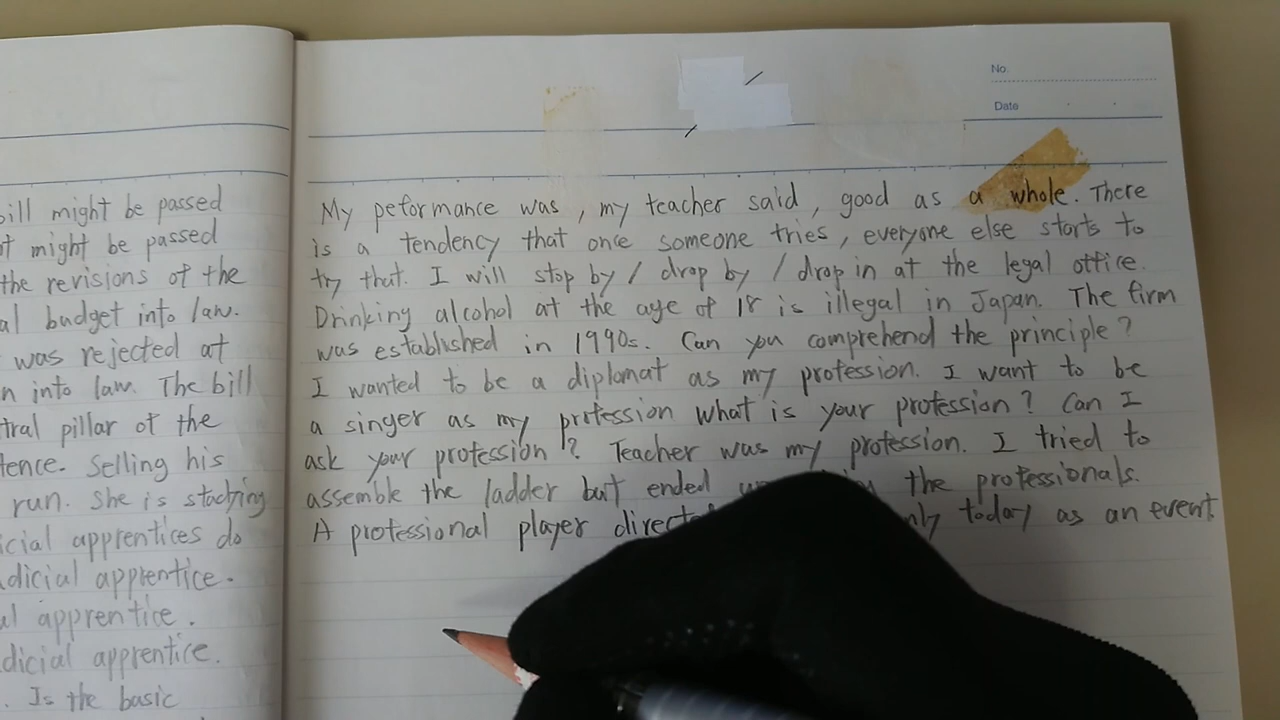 No.
Date
bill might be passed
might be passed
the revisions of the
budget into law.
was rejected at
into law. The bill
pillar of the
Selling his
run. She is studying
apprentices do
apprentice.
apprentice.
apprentice.
. Is the basic
My peformance was, my teacher said, good as a whole. There
is a tendency that once someone tries, everyone else starts to
try that. I will stop by / drop by / drop in at the legal office.
Drinking alcohol at the age of 18 is illegal in Japan. The firm
was established in 1990s. Can you comprehend the principle?
I wanted to be a diplomat as my profession. I want to be
a singer as my profession what is your profession? Can I
ask your profession? Teacher was my profession. I tried to
assemble the ladder but ended the professionals.
A professional player today as an event.